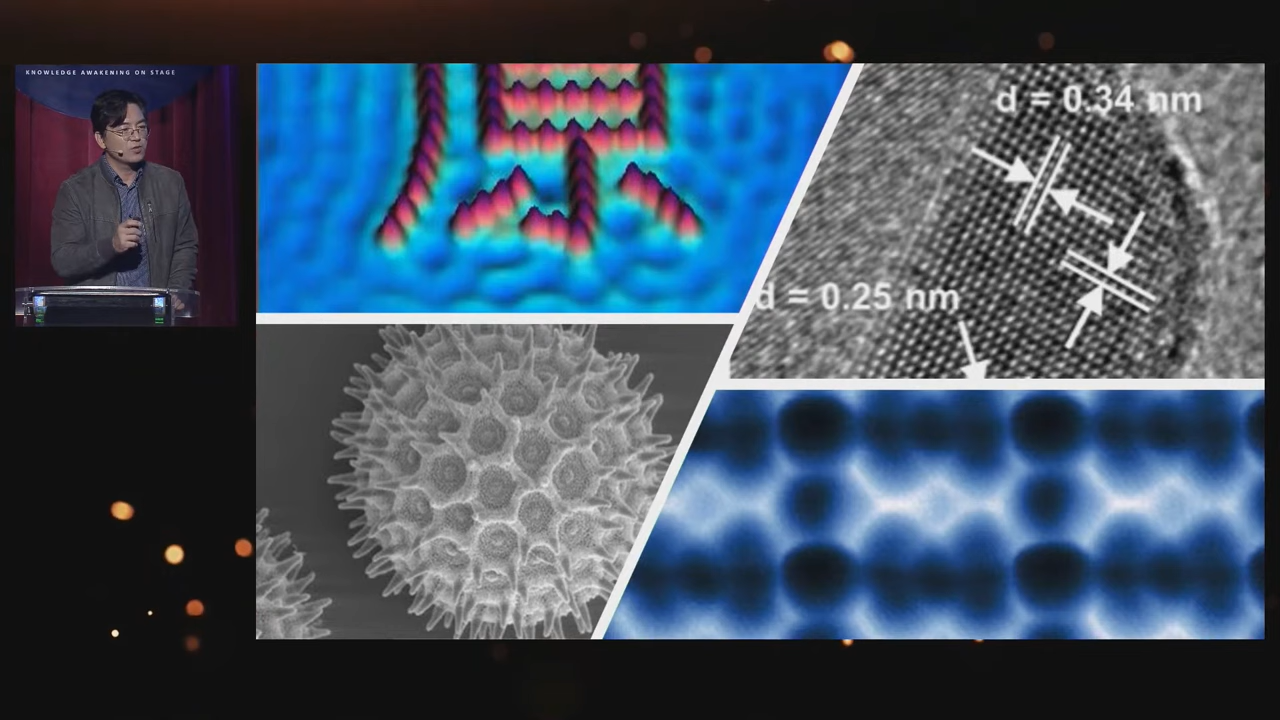 KNOWLEDGE AWAKENING ON STAGE
d = 0.34 nm
d = 0.25 nm